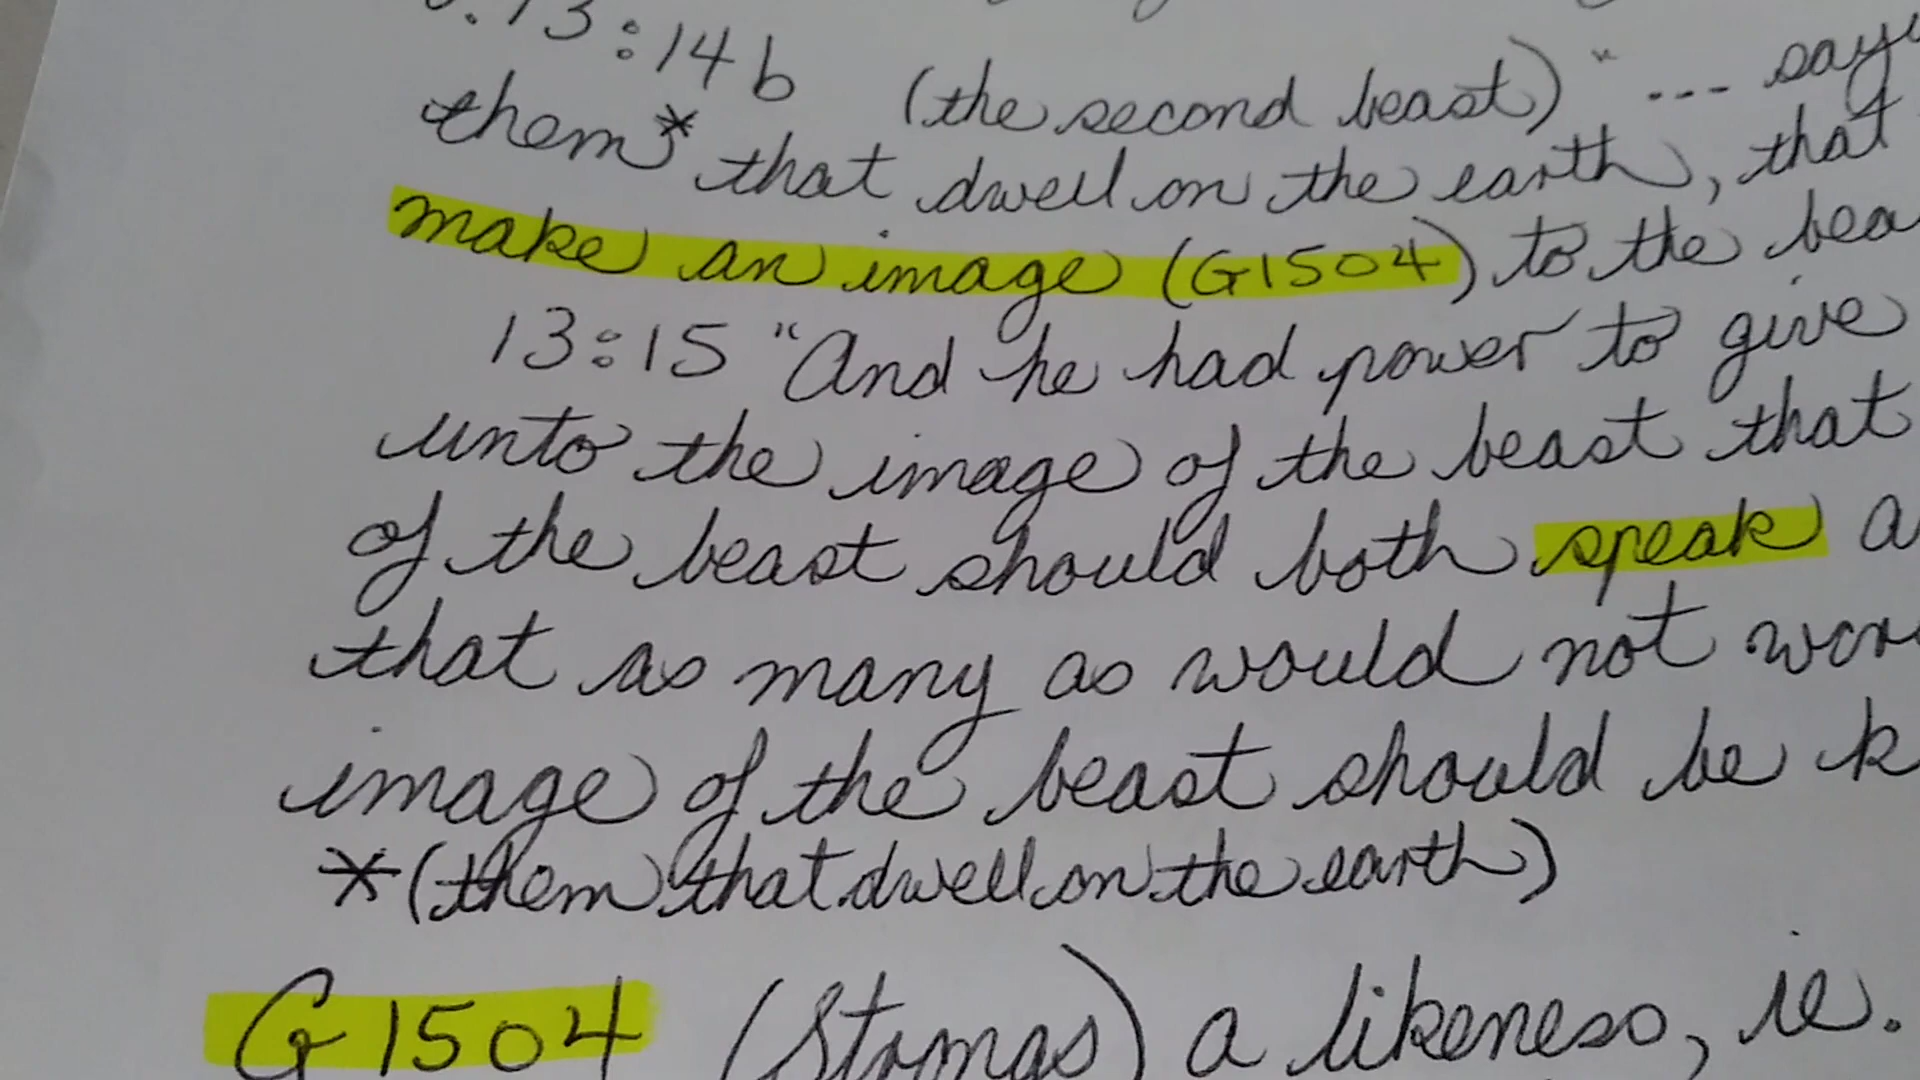 13:14b (the second beast) "--- say
them* that dwell on the earth, that
make an image (G1504) to the bea
13:15 "And he had power to give
unto the image of the beast that
of the beast should both speak a
that as many as would not wor
image of the beast should be k
*(them that dwell on the earth)
G1504 (Strongs) a likeness, ie.